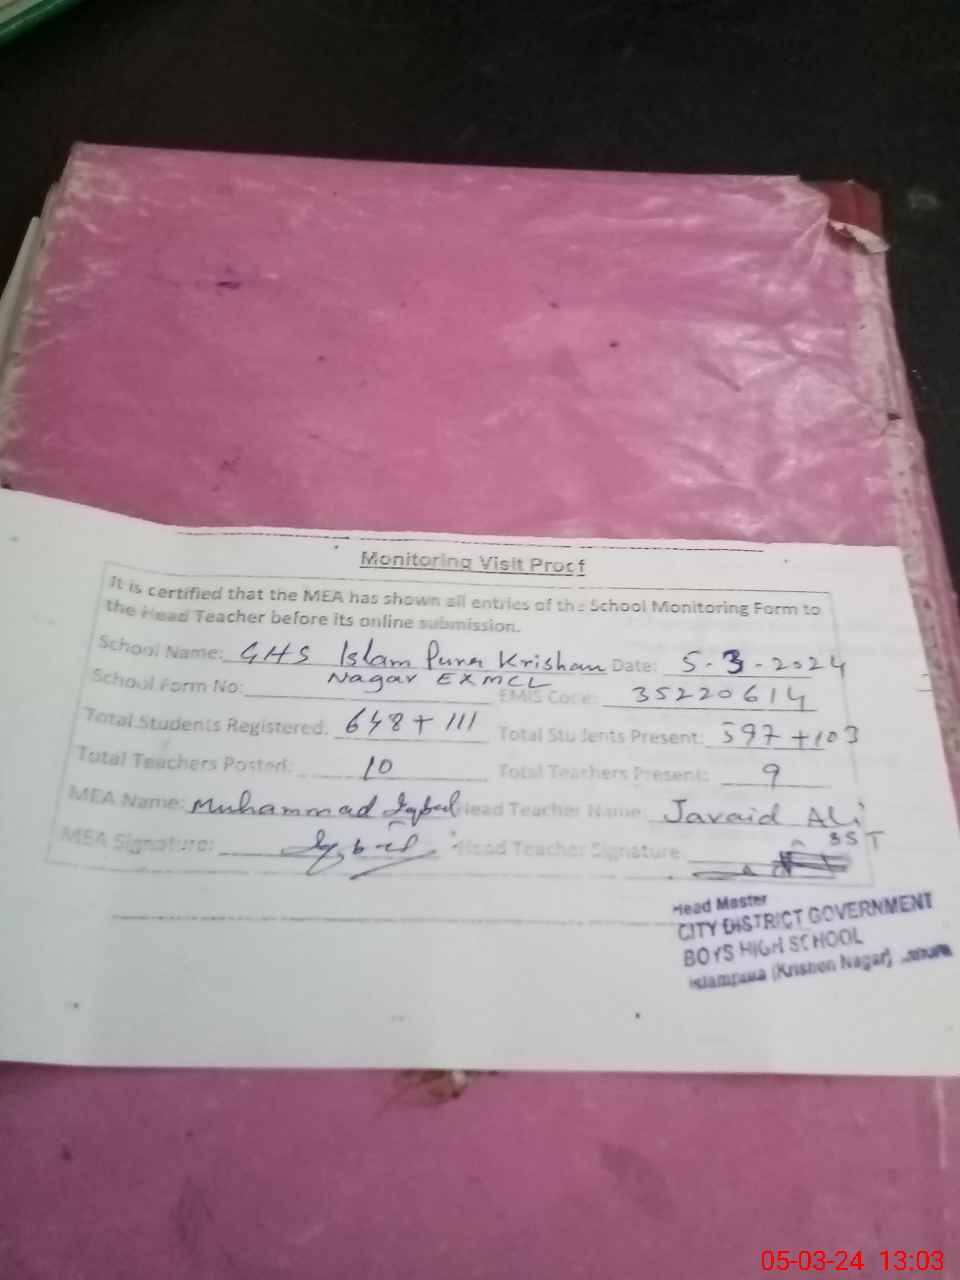 Monitoring Visit Proof
It is certified that the MEA has shown all entries of the School Monitoring Form to
the Head Teacher before its online submission.
School Name: GHS Islam Pura Krishan Date: 5-3-2024
Nagar EXMCL
School Form No: EMIS Code: 35220614
Total Students Registered: 648+111 Total Students Present: 597+103
Total Teachers Posted: 10 Total Teachers Present: 9
MEA Name: Muhammad Iqbal Head Teacher Name: Javaid Ali
SST
MEA Signature: Iqbal Head Teacher Signature
Head Master
CITY DISTRICT GOVERNMENT
BOYS HIGH SCHOOL
Islampura (Krishen Nagar)
05-03-24 13:03